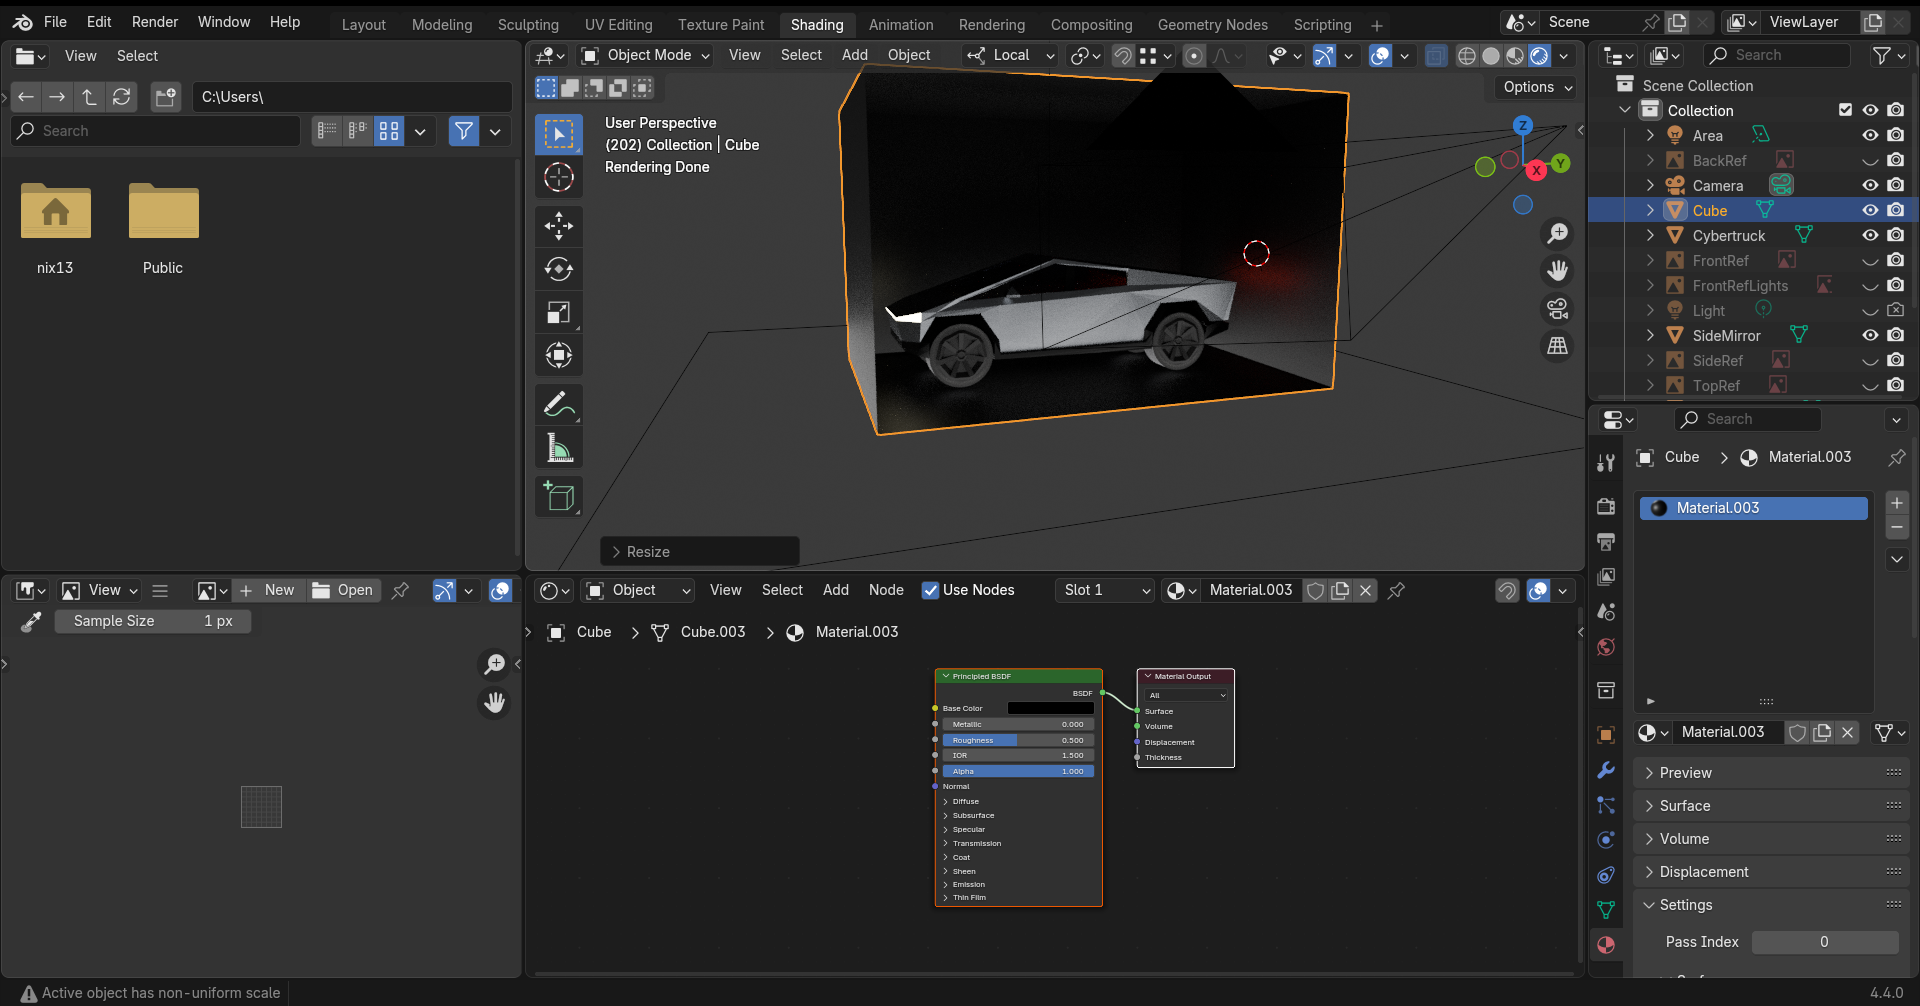 File Edit Render Window Help
Layout Modeling Sculpting UV Editing Texture Paint Shading Animation Rendering Compositing Geometry Nodes Scripting
Scene
ViewLayer
View Select
C:\Users\
Search
nix13 Public
Object Mode View Select Add Object
Local
Options
User Perspective
(202) Collection | Cube
Rendering Done
Z
Y
X
Resize
Search
Scene Collection
Collection
Area
BackRef
Camera
Cube
Cybertruck
FrontRef
FrontRefLights
Light
SideMirror
SideRef
TopRef
Search
Cube Material.003
Material.003
Material.003
Preview
Surface
Volume
Displacement
Settings
Pass Index 0
View New Open
Sample Size 1 px
Object View Select Add Node Use Nodes Slot 1 Material.003
Cube Cube.003 Material.003
Principled BSDF
BSDF
Base Color
Metallic 0.000
Roughness 0.500
IOR 1.500
Alpha 1.000
Normal
Diffuse
Subsurface
Specular
Transmission
Coat
Sheen
Emission
Thin Film
Material Output
All
Surface
Volume
Displacement
Thickness
Active object has non-uniform scale
4.4.0